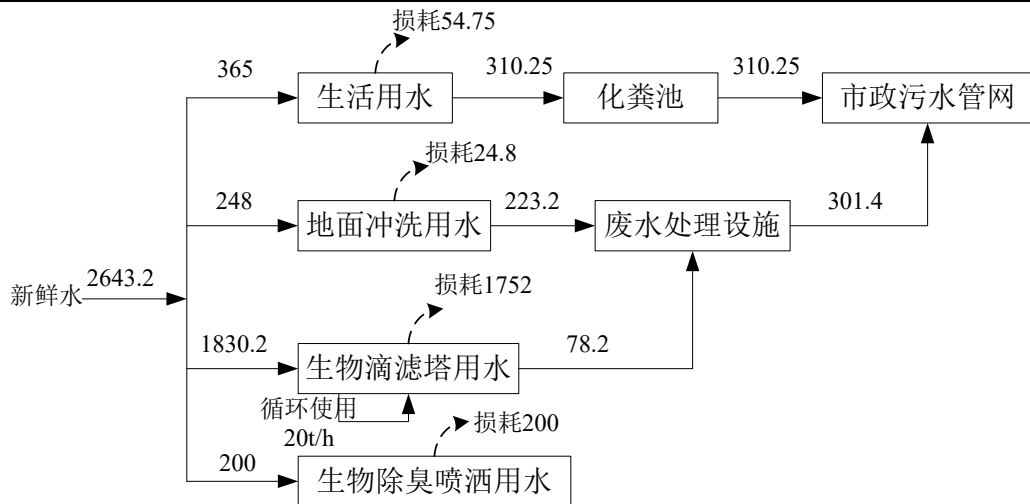 损耗54.75
365
生活用水
310.25
化粪池
310.25
市政污水管网
损耗24.8
248
地面冲洗用水
223.2
废水处理设施
301.4
新鲜水
2643.2
损耗1752
1830.2
生物滴滤塔用水
78.2
循环使用
20t/h
损耗200
200
生物除臭喷洒用水